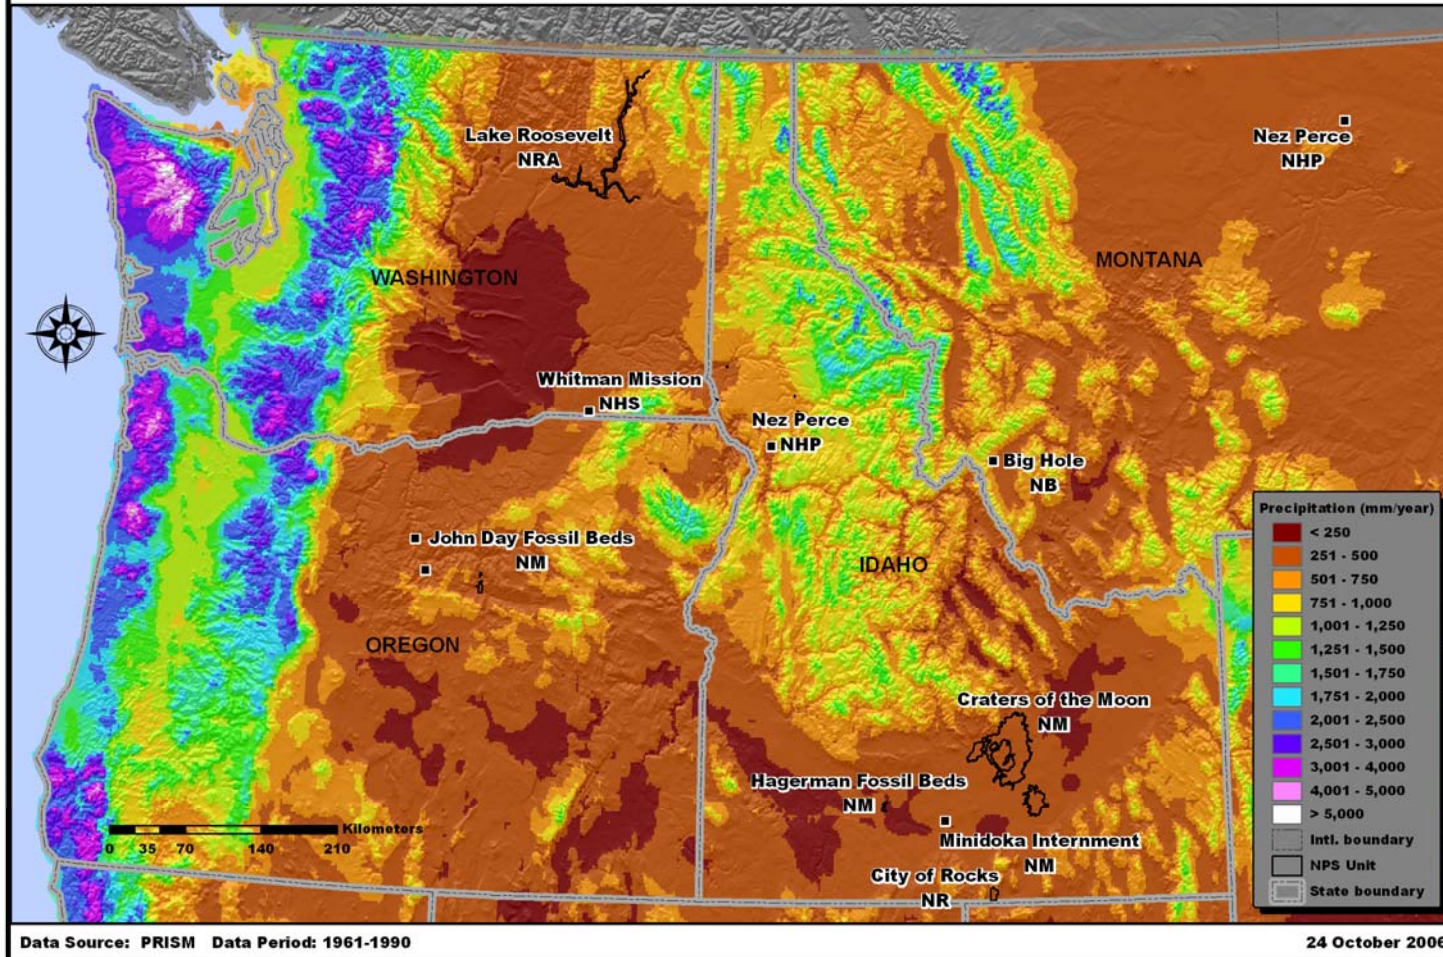 Lake Roosevelt
NRA
Nez Perce
NHP
WASHINGTON
MONTANA
Whitman Mission
NHS
Nez Perce
NHP
Big Hole
NB
John Day Fossil Beds
NM
IDAHO
OREGON
Craters of the Moon
NM
Hagerman Fossil Beds
NM
Minidoka Internment
NM
City of Rocks
NR
Kilometers
0 35 70 140 210
Precipitation (mm/year)
< 250
251 - 500
501 - 750
751 - 1,000
1,001 - 1,250
1,251 - 1,500
1,501 - 1,750
1,751 - 2,000
2,001 - 2,500
2,501 - 3,000
3,001 - 4,000
4,001 - 5,000
> 5,000
Intl. boundary
NPS Unit
State boundary
Data Source: PRISM Data Period: 1961-1990
24 October 2006